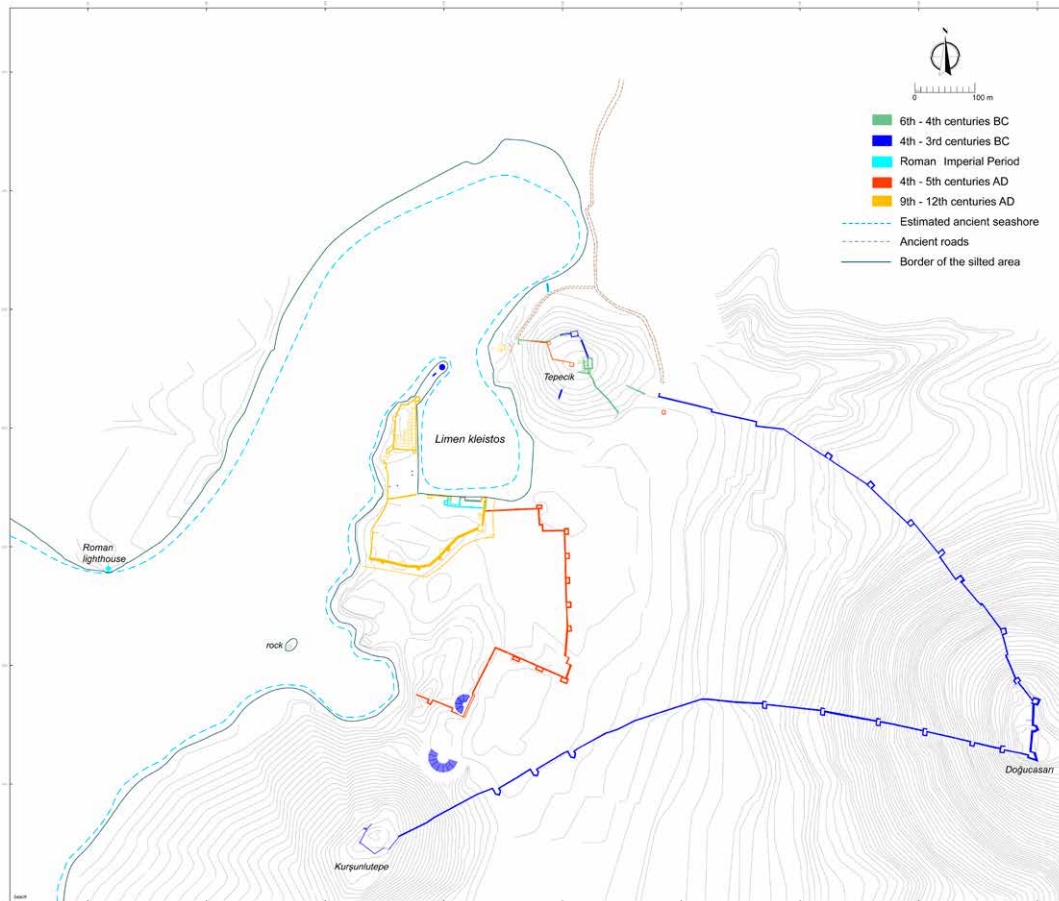 0 100 m
6th - 4th centuries BC
4th - 3rd centuries BC
Roman Imperial Period
4th - 5th centuries AD
9th - 12th centuries AD
Estimated ancient seashore
Ancient roads
Border of the silted area
Tepecik
Limen kleistos
Roman
lighthouse
rock
Doğucasarı
Kurşunlutepe